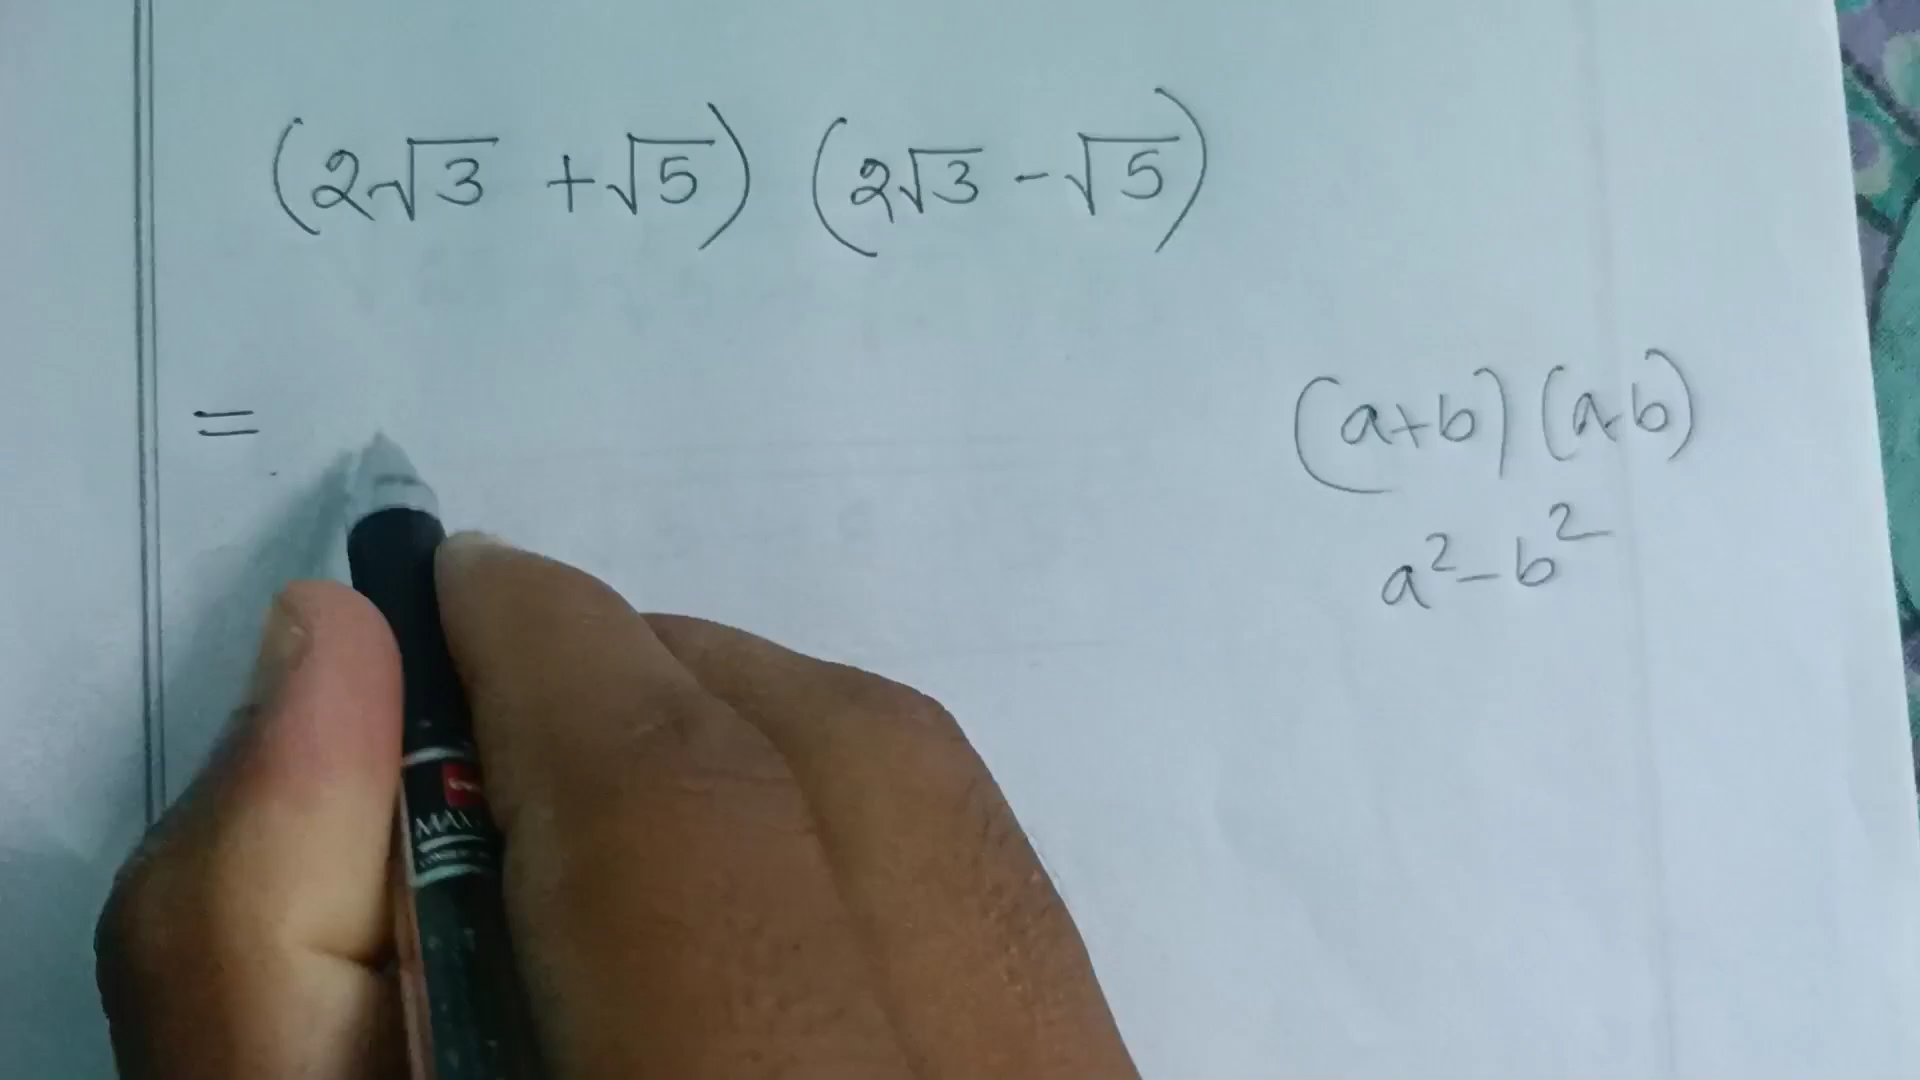 (2√3 + √5) (2√3 - √5)
=
(a+b) (a-b)
a² - b²